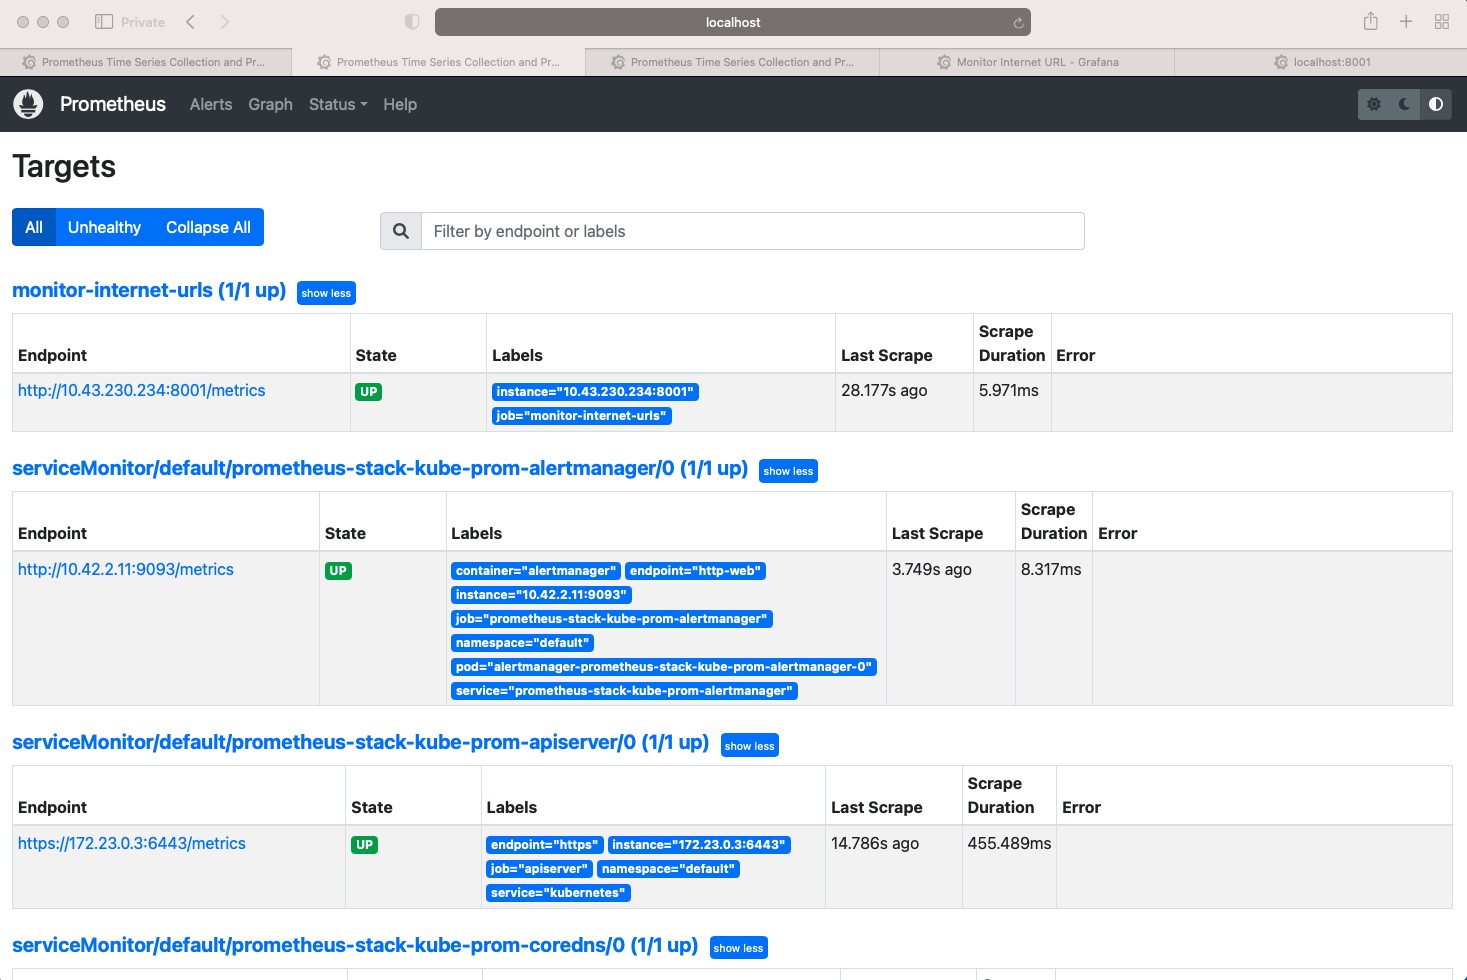 Private
localhost
Prometheus Time Series Collection and Pr...
Prometheus Time Series Collection and Pr...
Prometheus Time Series Collection and Pr...
Monitor Internet URL - Grafana
localhost:8001
Prometheus Alerts Graph Status Help
Targets
All Unhealthy Collapse All
Filter by endpoint or labels
monitor-internet-urls (1/1 up) show less
Endpoint State Labels Last Scrape Scrape Duration Error
http://10.43.230.234:8001/metrics UP instance="10.43.230.234:8001" 28.177s ago 5.971ms
job="monitor-internet-urls"
serviceMonitor/default/prometheus-stack-kube-prom-alertmanager/0 (1/1 up) show less
Endpoint State Labels Last Scrape Scrape Duration Error
http://10.42.2.11:9093/metrics UP container="alertmanager" endpoint="http-web" 3.749s ago 8.317ms
instance="10.42.2.11:9093"
job="prometheus-stack-kube-prom-alertmanager"
namespace="default"
pod="alertmanager-prometheus-stack-kube-prom-alertmanager-0"
service="prometheus-stack-kube-prom-alertmanager"
serviceMonitor/default/prometheus-stack-kube-prom-apiserver/0 (1/1 up) show less
Endpoint State Labels Last Scrape Scrape Duration Error
https://172.23.0.3:6443/metrics UP endpoint="https" instance="172.23.0.3:6443" 14.786s ago 455.489ms
job="apiserver" namespace="default"
service="kubernetes"
serviceMonitor/default/prometheus-stack-kube-prom-coredns/0 (1/1 up) show less